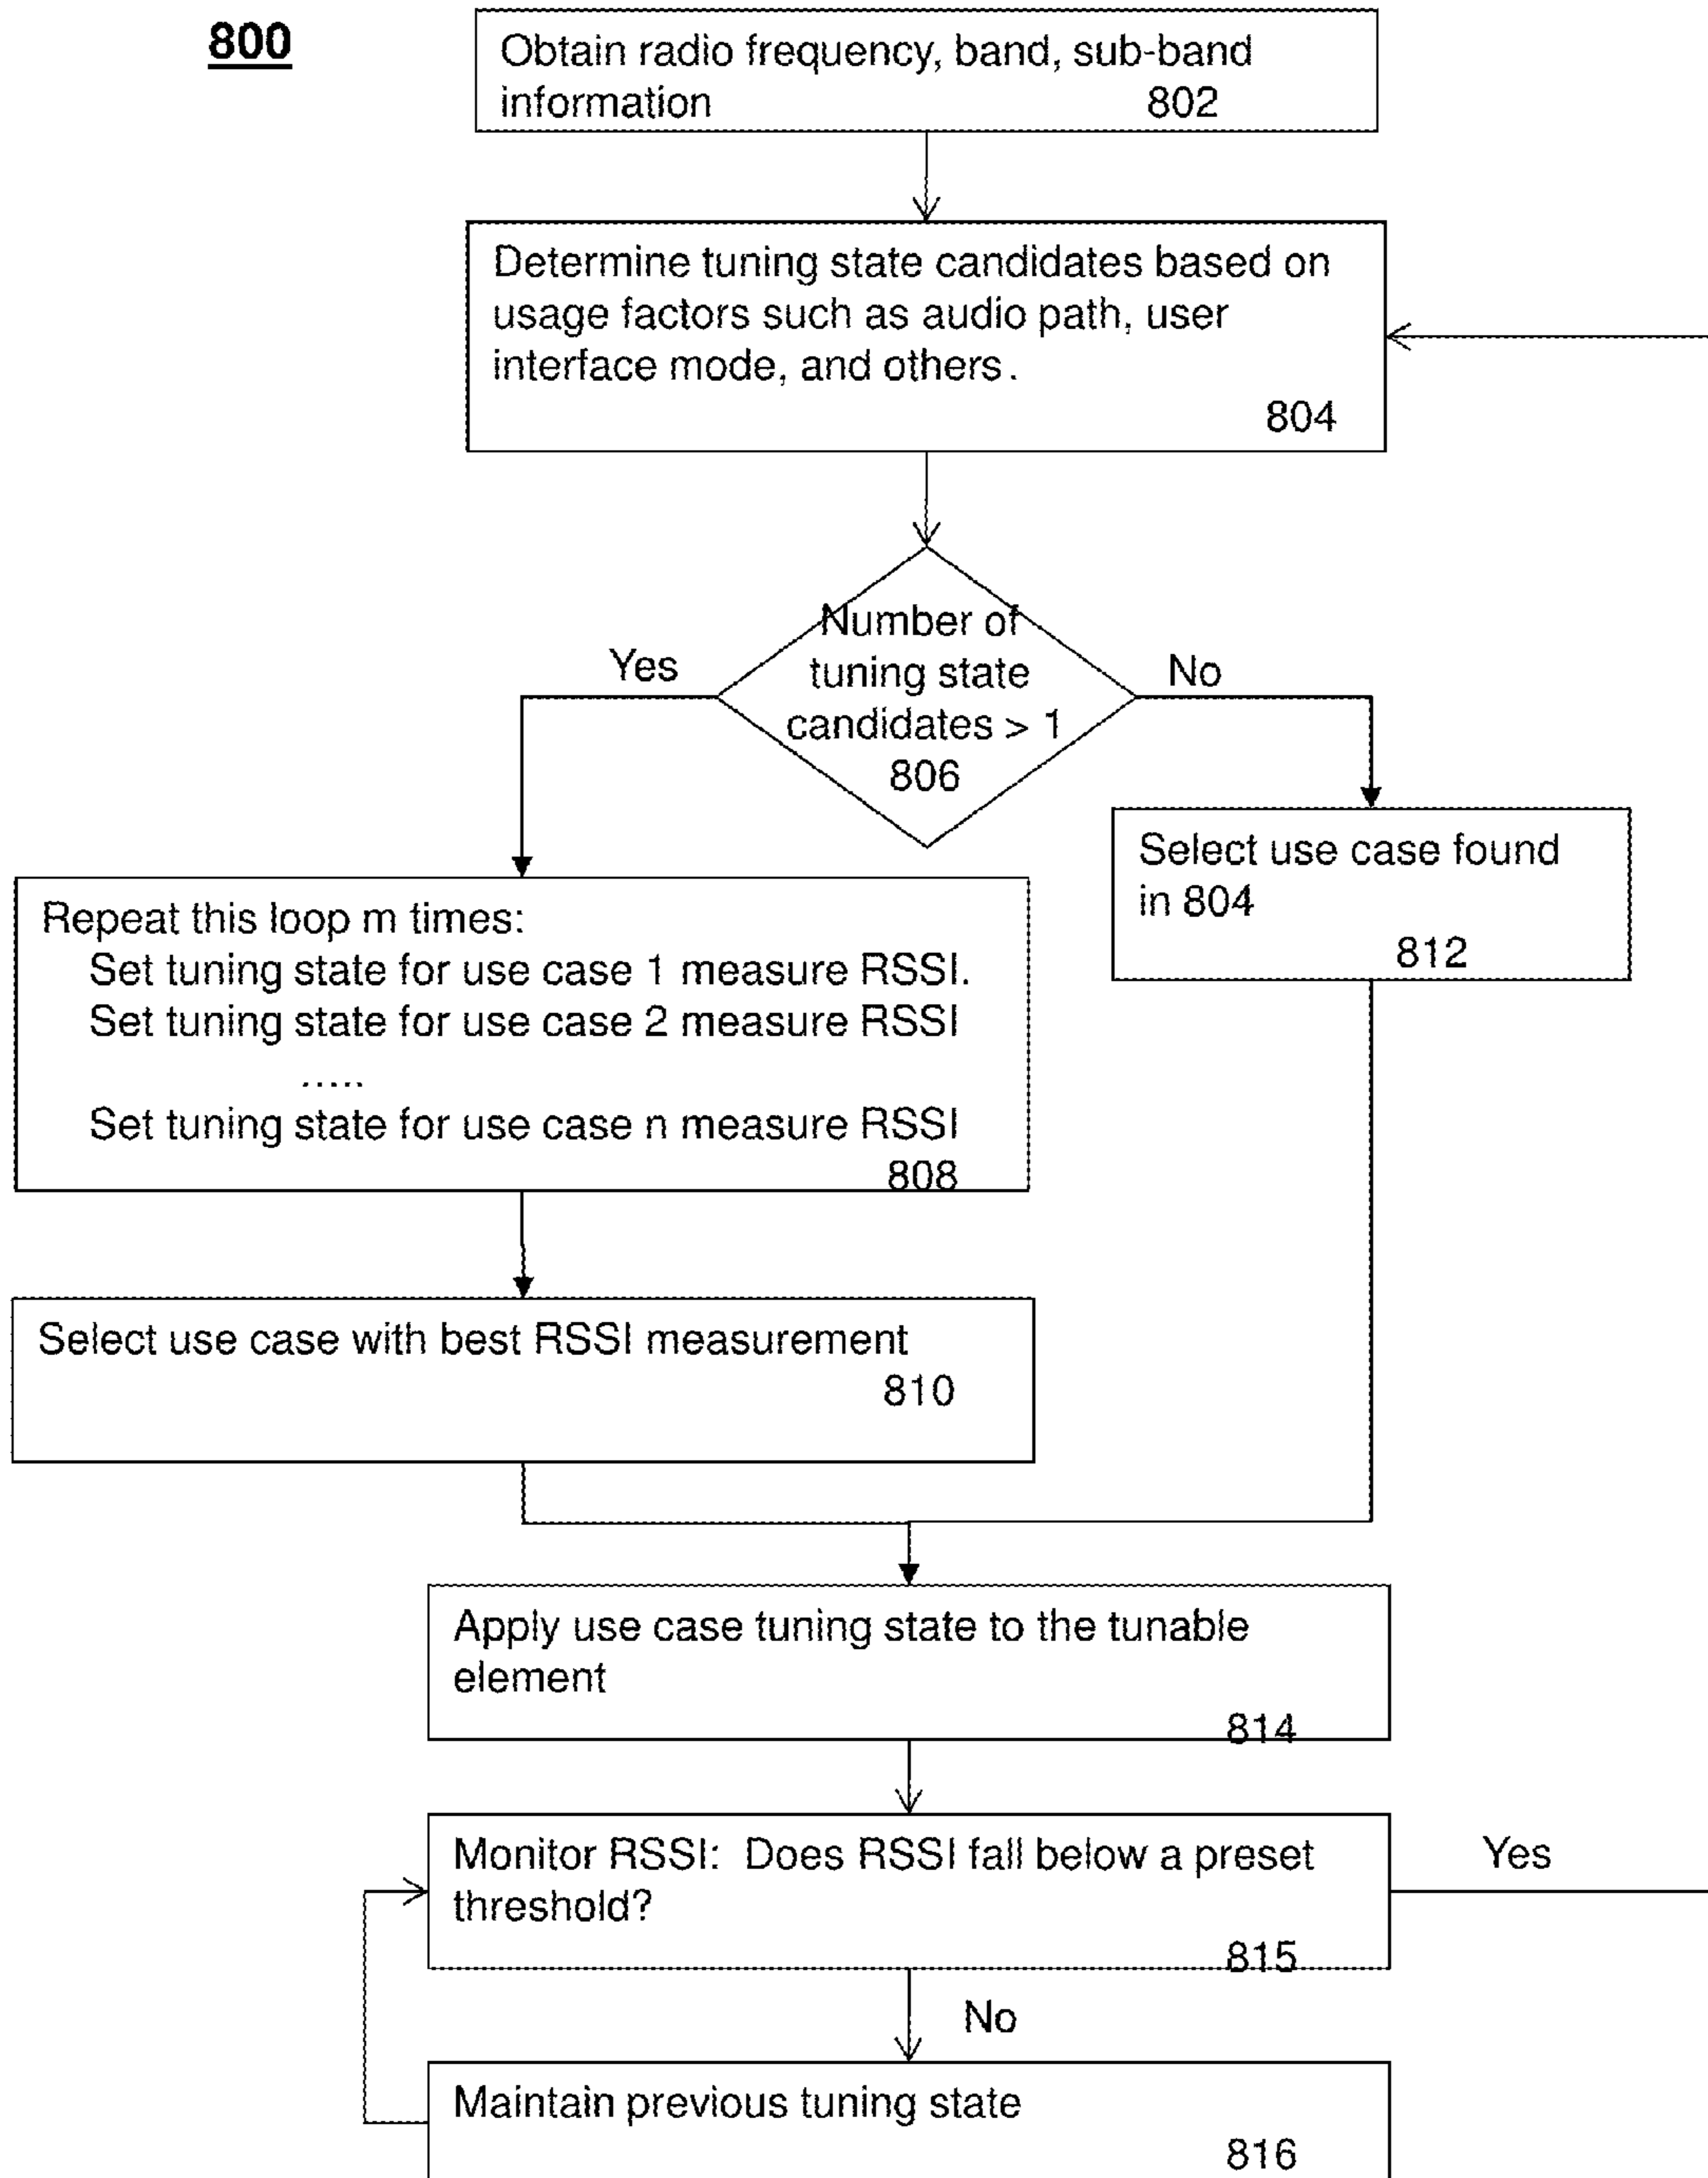 800
Obtain radio frequency, band, sub-band
information 802
Determine tuning state candidates based on
usage factors such as audio path, user
interface mode, and others.
804
Number of
tuning state
candidates > 1
806
Yes
No
Select use case found
in 804
812
Repeat this loop m times:
Set tuning state for use case 1 measure RSSI.
Set tuning state for use case 2 measure RSSI
.....
Set tuning state for use case n measure RSSI
808
Select use case with best RSSI measurement
810
Apply use case tuning state to the tunable
element
814
Monitor RSSI: Does RSSI fall below a preset
threshold?
815
Yes
No
Maintain previous tuning state
816